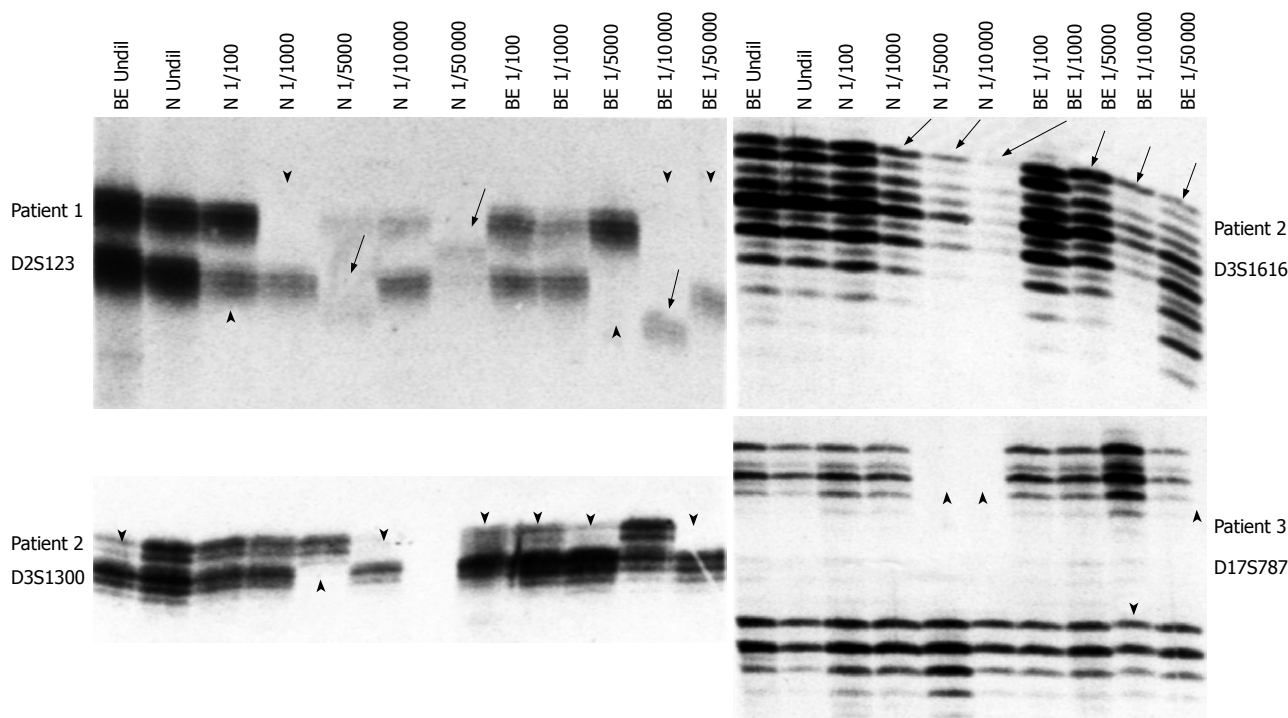 BE Undil
N Undil
N 1/100
N 1/1000
N 1/5000
N 1/10 000
N 1/50 000
BE 1/100
BE 1/1000
BE 1/5000
BE 1/10 000
BE 1/50 000
BE Undil
N Undil
N 1/100
N 1/1000
N 1/5000
N 1/10 000
BE 1/100
BE 1/1000
BE 1/5000
BE 1/10 000
BE 1/50 000
Patient 1
D2S123
Patient 2
D3S1616
Patient 2
D3S1300
Patient 3
D17S787